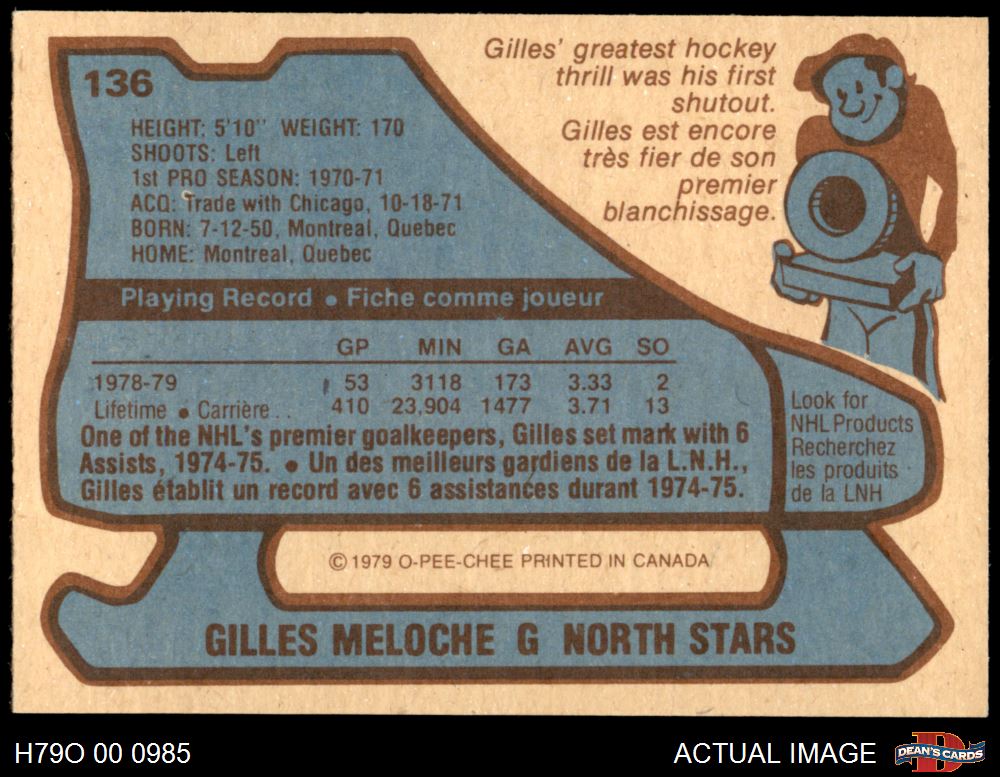 136
HEIGHT: 5'10" WEIGHT: 170
SHOOTS: Left
1st PRO SEASON: 1970-71
ACQ: Trade with Chicago, 10-18-71
BORN: 7-12-50, Montreal, Quebec
HOME: Montreal, Quebec
Gilles' greatest hockey
thrill was his first
shutout.
Gilles est encore
très fier de son
premier
blanchissage.
Playing Record • Fiche comme joueur
GP MIN GA AVG SO
1978-79 53 3118 173 3.33 2
Lifetime • Carrière . . 410 23,904 1477 3.71 13
One of the NHL's premier goalkeepers, Gilles set mark with 6
Assists, 1974-75. • Un des meilleurs gardiens de la L.N.H.,
Gilles établit un record avec 6 assistances durant 1974-75.
Look for
NHL Products
Recherchez
les produits
de la LNH
© 1979 O-PEE-CHEE PRINTED IN CANADA
GILLES MELOCHE G NORTH STARS
H79O 00 0985
ACTUAL IMAGE
D
DEAN'S CARDS